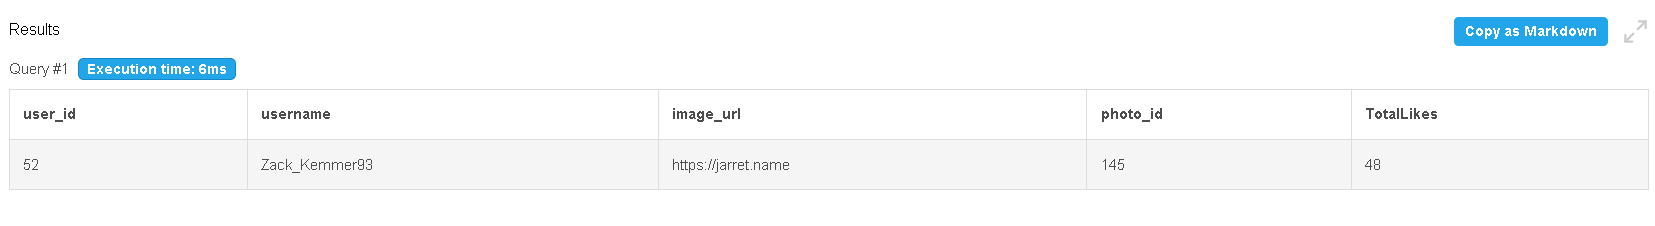 Results
Copy as Markdown
Query #1 Execution time: 6ms
user_id username image_url photo_id TotalLikes
52 Zack_Kemmer93 https://jarret.name 145 48